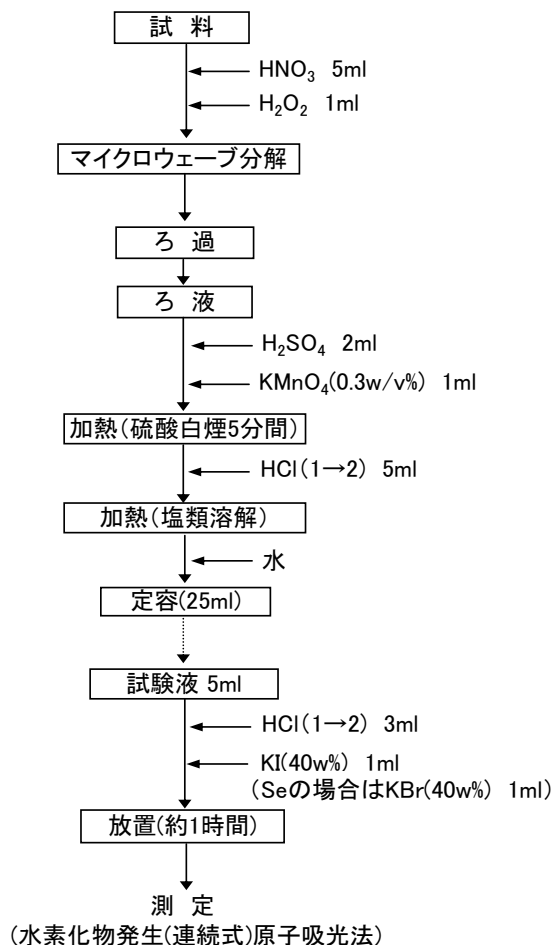 試 料
HNO₃ 5ml
H₂O₂ 1ml
マイクロウェーブ分解
ろ 過
ろ 液
H₂SO₄ 2ml
KMnO₄(0.3w/v%) 1ml
加熱(硫酸白煙5分間)
HCl(1→2) 5ml
加熱(塩類溶解)
水
定容(25ml)
試験液 5ml
HCl(1→2) 3ml
KI(40w%) 1ml
(Seの場合はKBr(40w%) 1ml)
放置(約1時間)
測 定
(水素化物発生(連続式)原子吸光法)